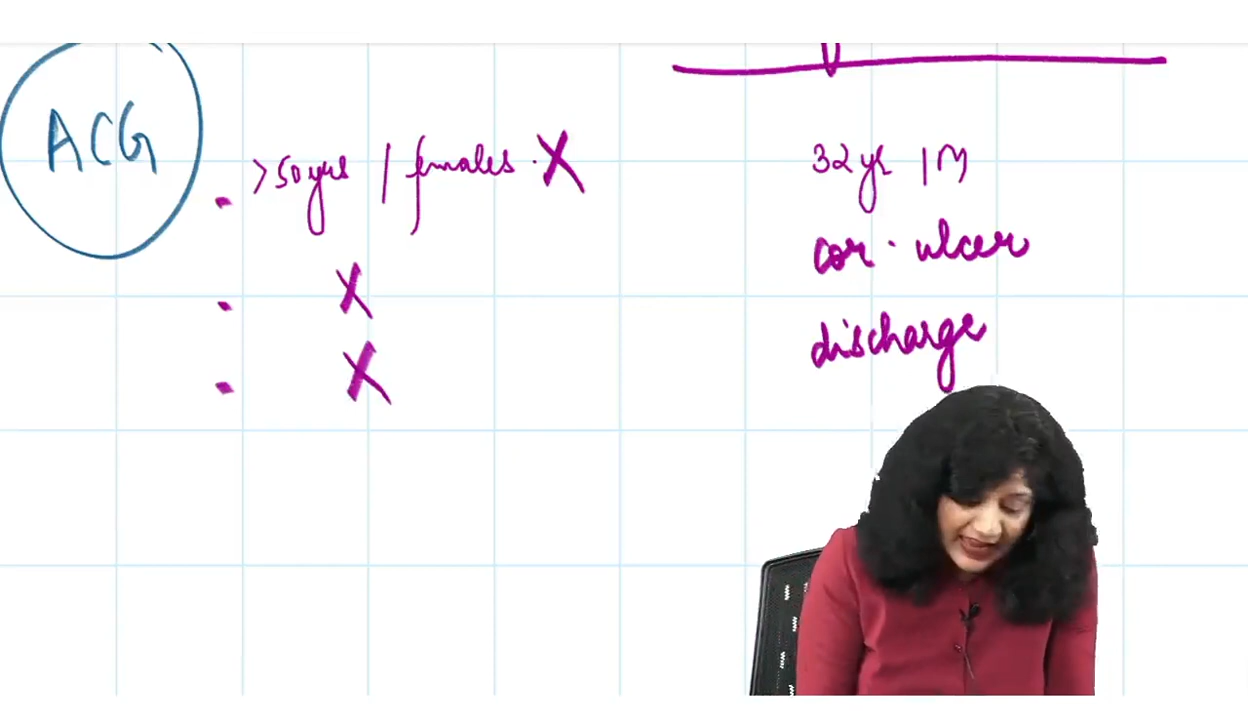 ACG
>50yrs / females . X
. X
. X
32yr / M
cor. ulcer
discharge